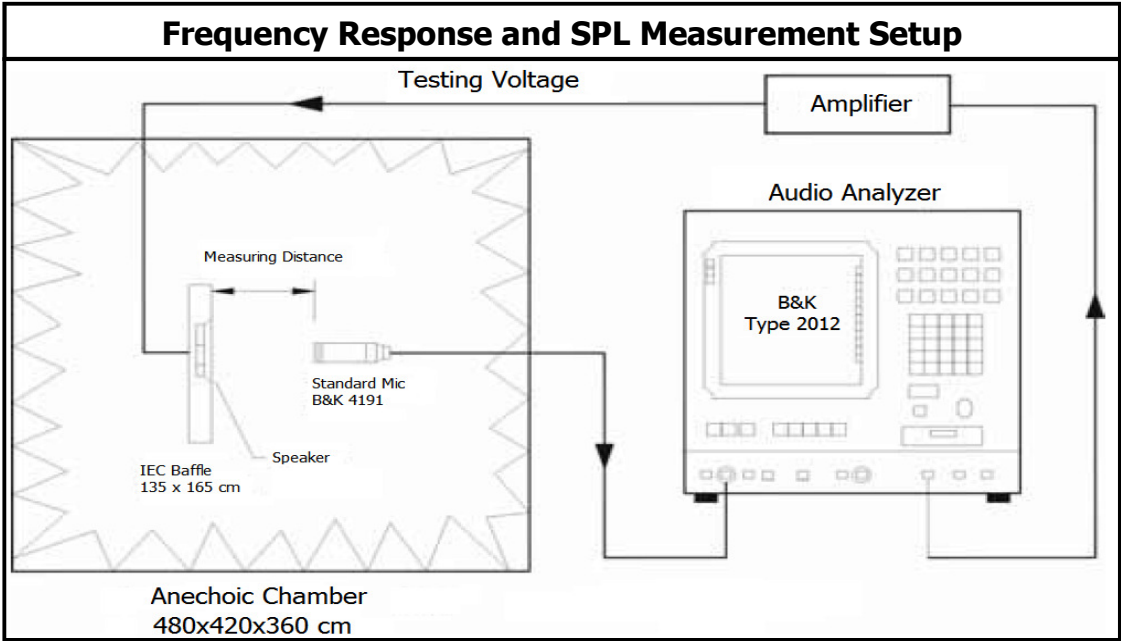 Frequency Response and SPL Measurement Setup
Testing Voltage
Amplifier
Audio Analyzer
Measuring Distance
B&K
Type 2012
Standard Mic
B&K 4191
Speaker
IEC Baffle
135 x 165 cm
Anechoic Chamber
480x420x360 cm